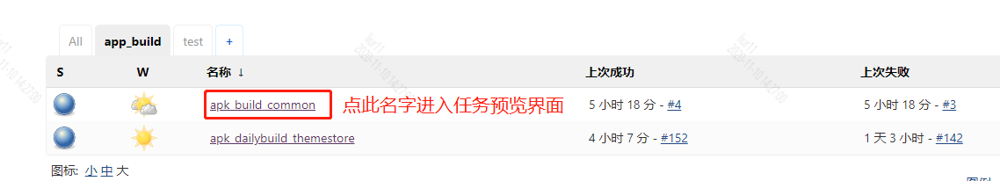 All app_build test +
S W 名称 ↓ 上次成功 上次失败
apk_build_common 点此名字进入任务预览界面 5 小时 18 分 - #4 5 小时 18 分 - #3
apk_dailybuild_themestore 4 小时 7 分 - #152 1 天 3 小时 - #142
图标: 小 中 大